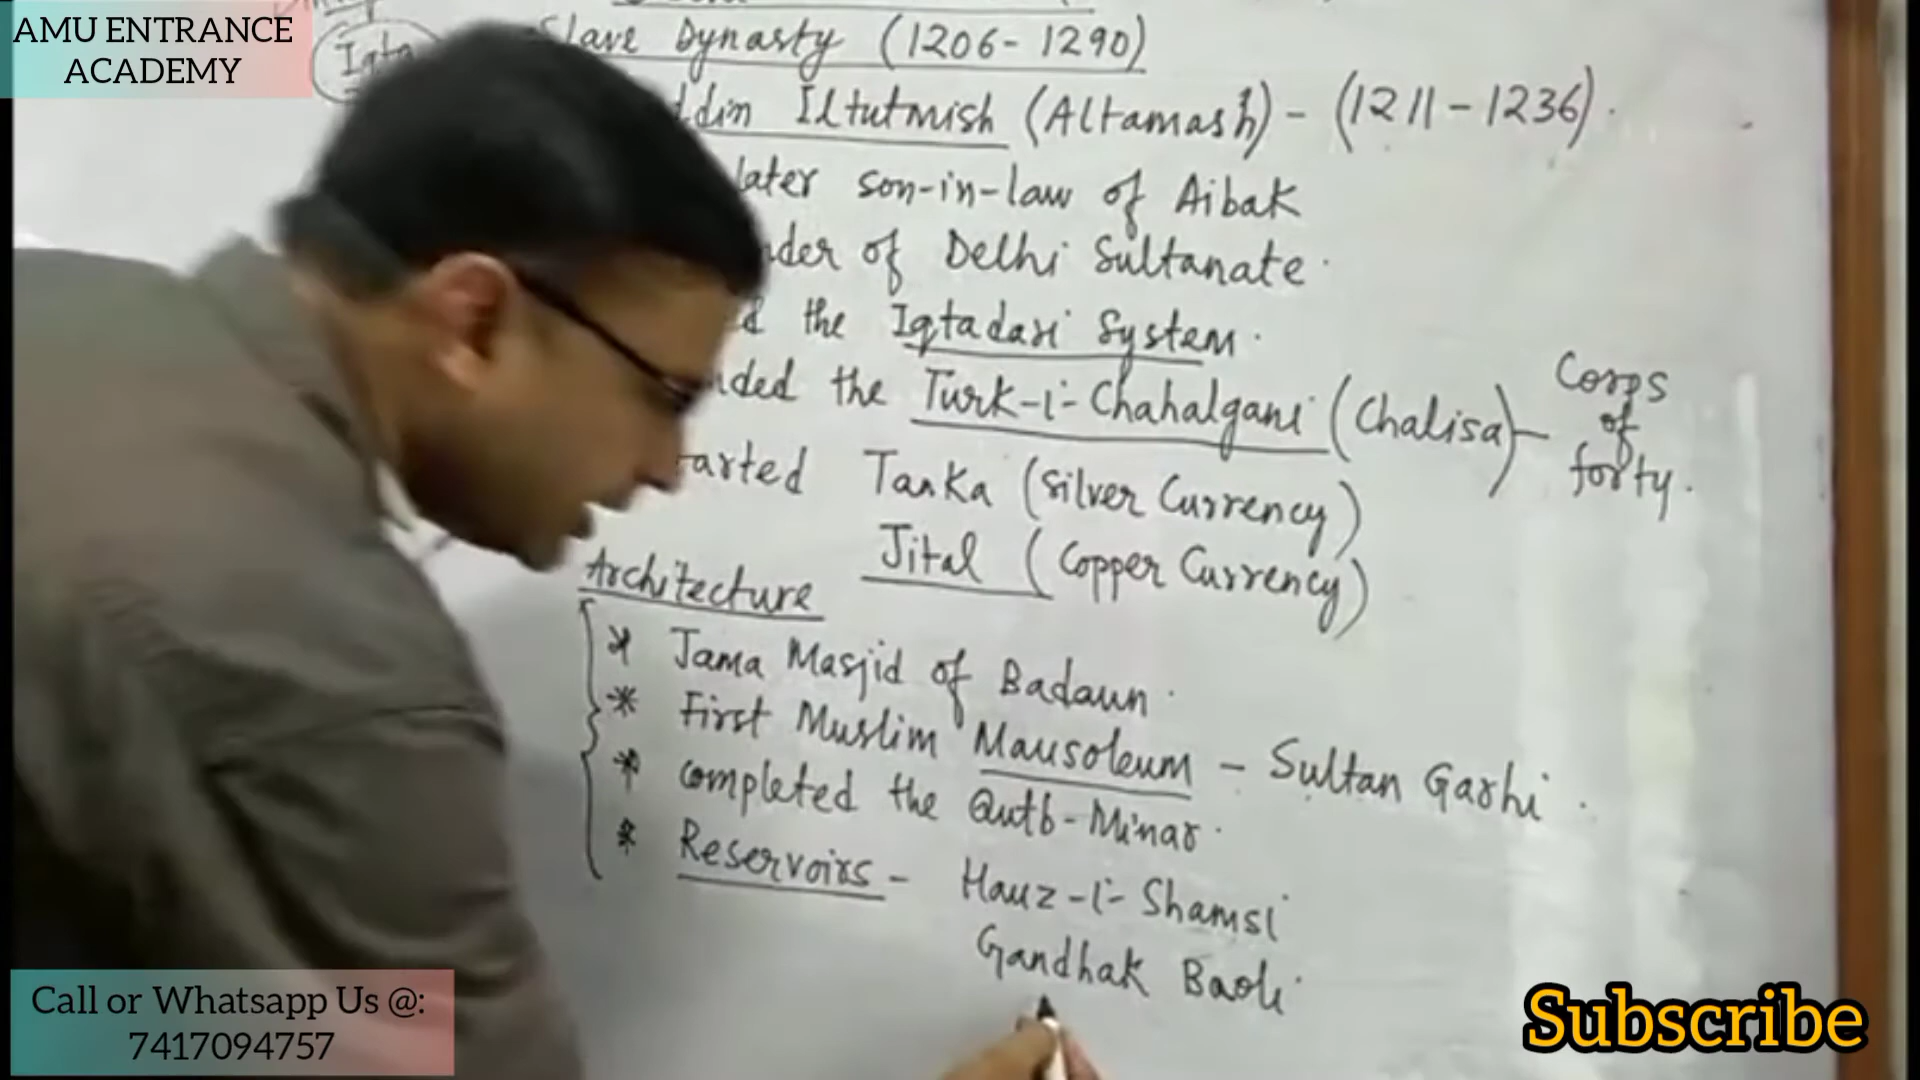 AMU ENTRANCE
ACADEMY
Iqta
Slave Dynasty (1206-1290)
ddin Iltutmish (Altamash) - (1211-1236).
later son-in-law of Aibak
nder of Delhi Sultanate.
d the Iqtadari System.
nded the Turk-i-Chahalgani (Chalisa) - Corps
of
forty.
arted Tanka (Silver Currency)
Jital (Copper Currency)
Architecture
* Jama Masjid of Badaun.
* First Muslim Mausoleum - Sultan Garhi.
* completed the Qutb-Minar.
* Reservoirs - Hauz-i-Shamsi
Gandhak Baoli
Call or Whatsapp Us @:
7417094757
Subscribe